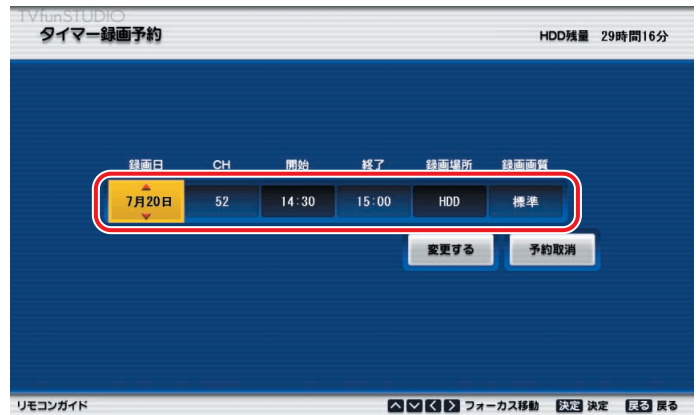 TVfunSTUDIO
タイマー録画予約
HDD残量 29時間16分
録画日 CH 開始 終了 録画場所 録画画質
7月20日 52 14:30 15:00 HDD 標準
変更する 予約取消
リモコンガイド フォーカス移動 決定 決定 戻る 戻る